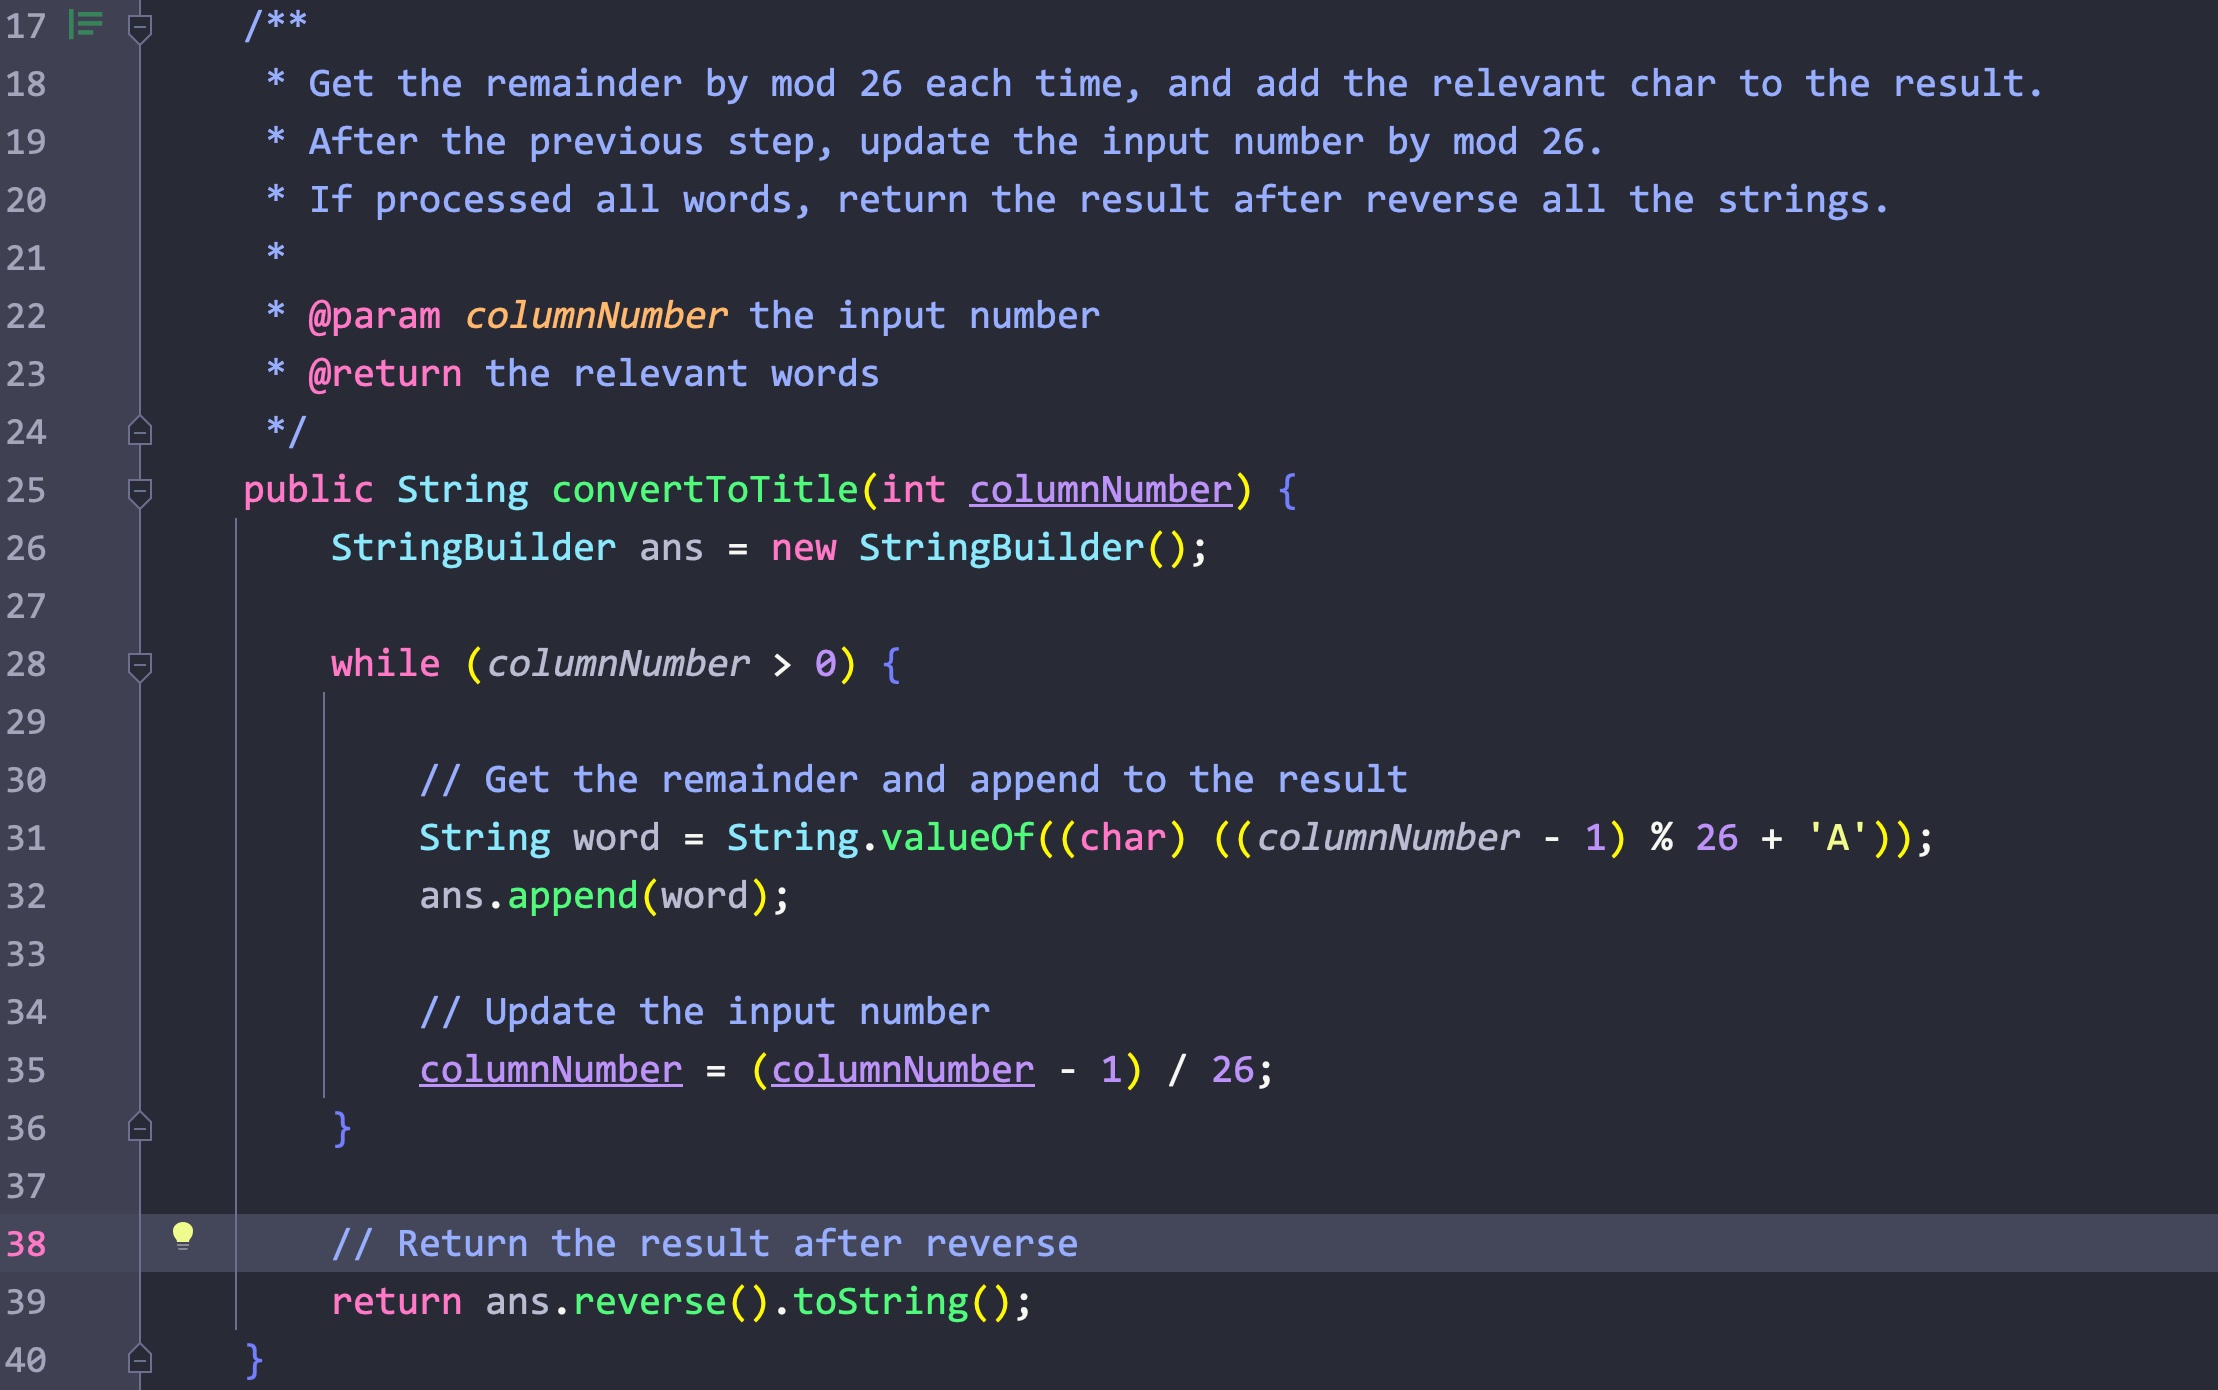 17 /**
18  * Get the remainder by mod 26 each time, and add the relevant char to the result.
19  * After the previous step, update the input number by mod 26.
20  * If processed all words, return the result after reverse all the strings.
21  *
22  * @param columnNumber the input number
23  * @return the relevant words
24  */
25 public String convertToTitle(int columnNumber) {
26     StringBuilder ans = new StringBuilder();
27
28     while (columnNumber > 0) {
29
30         // Get the remainder and append to the result
31         String word = String.valueOf((char) ((columnNumber - 1) % 26 + 'A'));
32         ans.append(word);
33
34         // Update the input number
35         columnNumber = (columnNumber - 1) / 26;
36     }
37
38     // Return the result after reverse
39     return ans.reverse().toString();
40 }